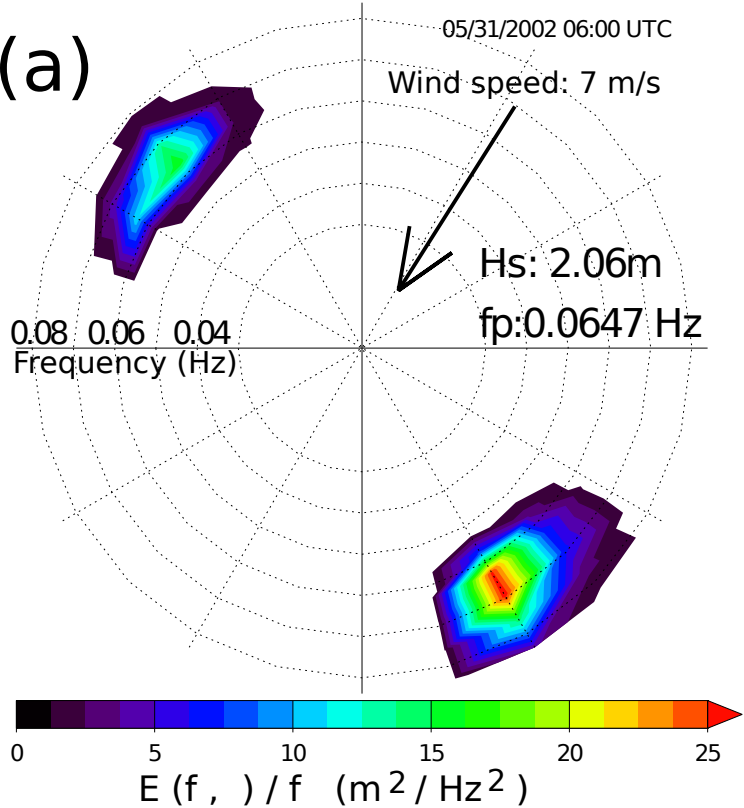 (a)
05/31/2002 06:00 UTC
Wind speed: 7 m/s
Hs: 2.06m
fp:0.0647 Hz
0.08 0.06 0.04
Frequency (Hz)
0 5 10 15 20 25
E (f , ) / f (m² / Hz² )